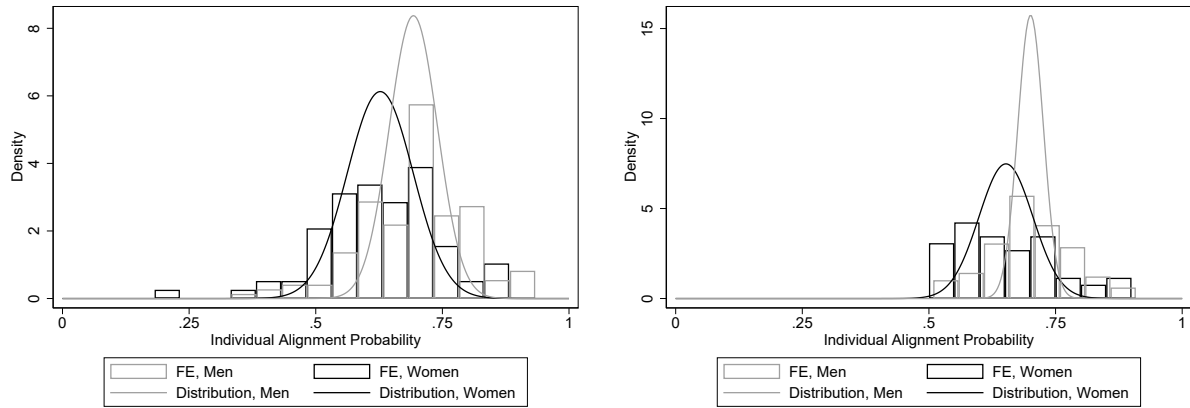 8
6
4
2
0
Density
0 .25 .5 .75 1
Individual Alignment Probability
FE, Men FE, Women
Distribution, Men Distribution, Women
15
10
5
0
Density
0 .25 .5 .75 1
Individual Alignment Probability
FE, Men FE, Women
Distribution, Men Distribution, Women